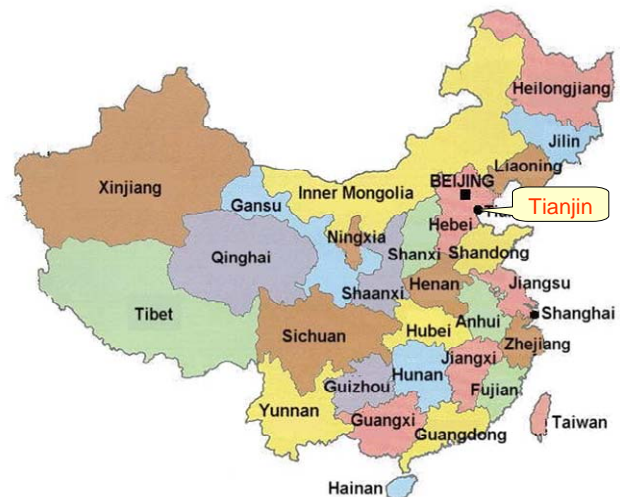 Heilongjiang
Jilin
Liaoning
BEIJING
Xinjiang
Inner Mongolia
Gansu
Tianjin
Hebei
Ningxia
Shanxi
Shandong
Qinghai
Jiangsu
Henan
Shaanxi
Tibet
Shanghai
Anhui
Hubei
Sichuan
Zhejiang
Jiangxi
Hunan
Guizhou
Fujian
Yunnan
Guangxi
Taiwan
Guangdong
Hainan